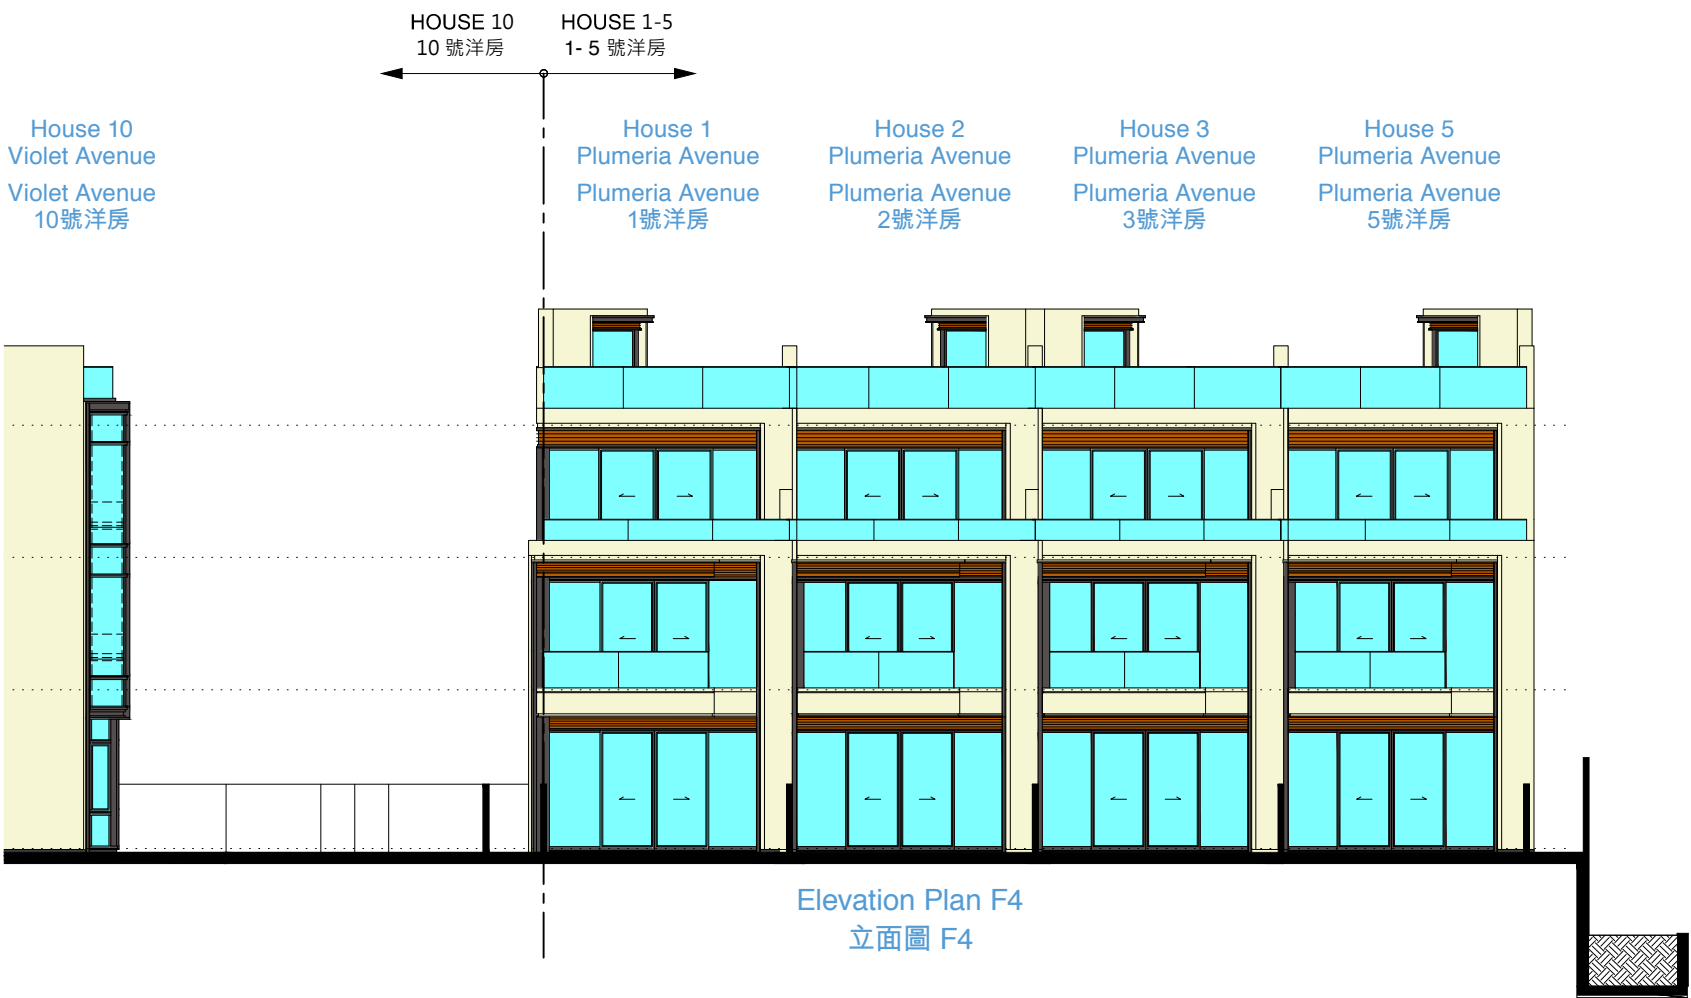 HOUSE 10
10 號洋房
HOUSE 1-5
1- 5 號洋房
House 10
Violet Avenue
Violet Avenue
10號洋房
House 1
Plumeria Avenue
Plumeria Avenue
1號洋房
House 2
Plumeria Avenue
Plumeria Avenue
2號洋房
House 3
Plumeria Avenue
Plumeria Avenue
3號洋房
House 5
Plumeria Avenue
Plumeria Avenue
5號洋房
Elevation Plan F4
立面圖 F4